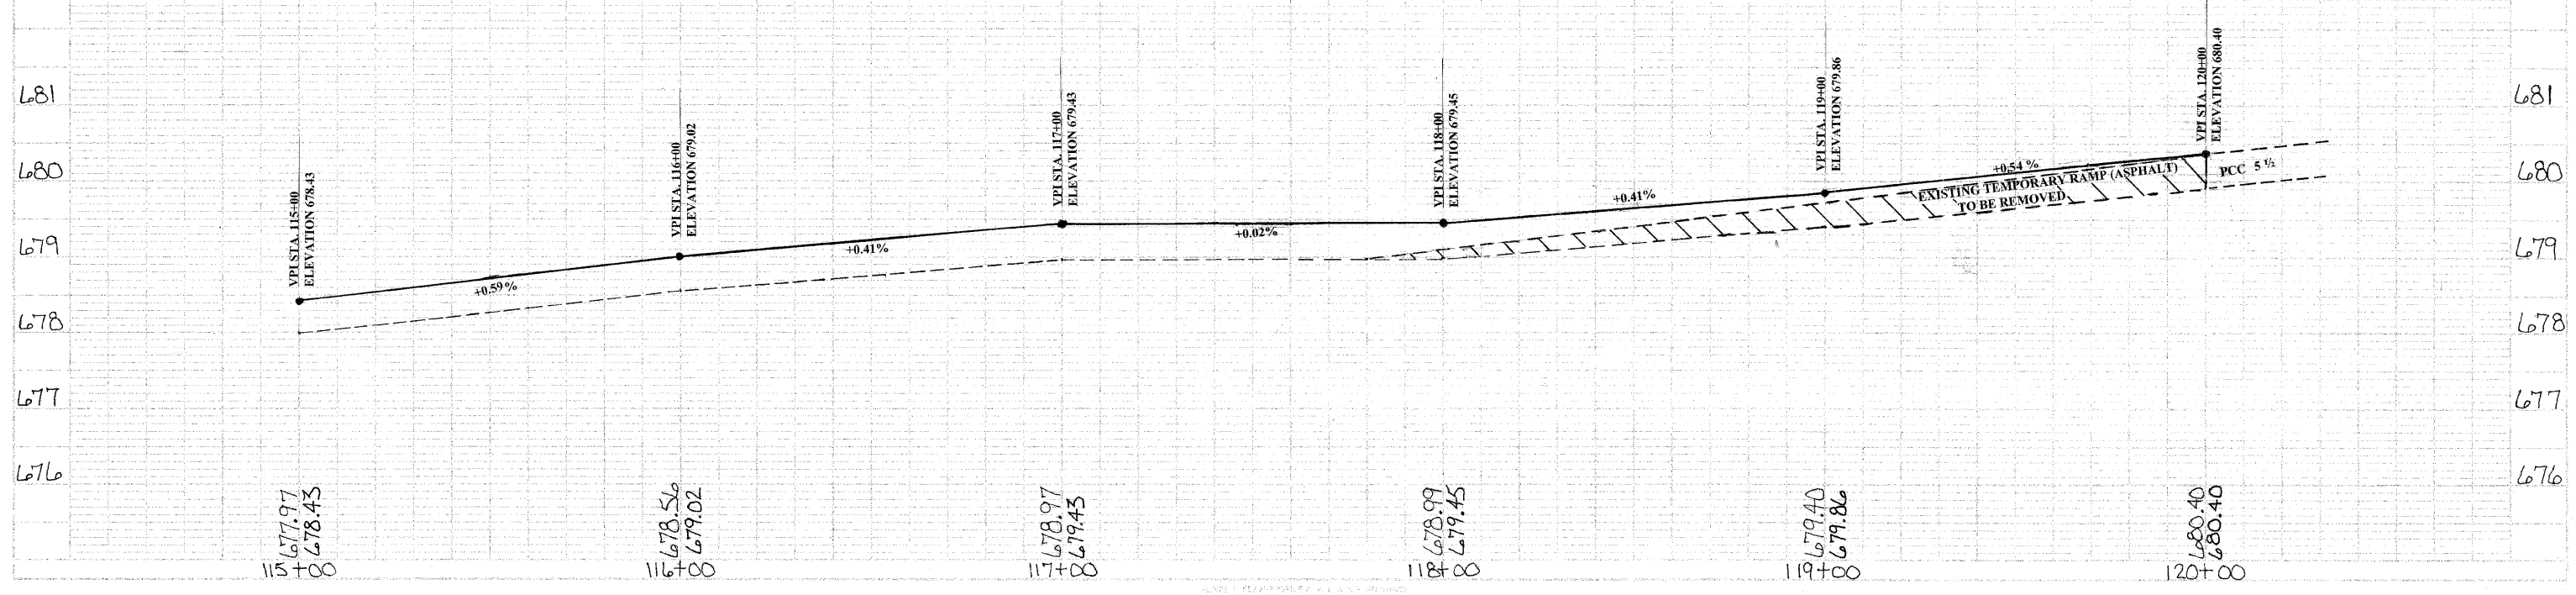 681
681
680
680
679
679
678
678
677
677
676
676
VPI STA. 115+00
ELEVATION 678.43
VPI STA. 116+00
ELEVATION 679.02
VPI STA. 117+00
ELEVATION 679.43
VPI STA. 118+00
ELEVATION 679.45
VPI STA. 119+00
ELEVATION 679.86
VPI STA. 120+00
ELEVATION 680.40
+0.59%
+0.41%
+0.02%
+0.41%
+0.54%
EXISTING TEMPORARY RAMP (ASPHALT)
TO BE REMOVED
PCC 5 ½
677.97
678.43
678.56
679.02
678.97
679.43
678.99
679.45
679.40
679.86
680.40
680.40
115+00
116+00
117+00
118+00
119+00
120+00